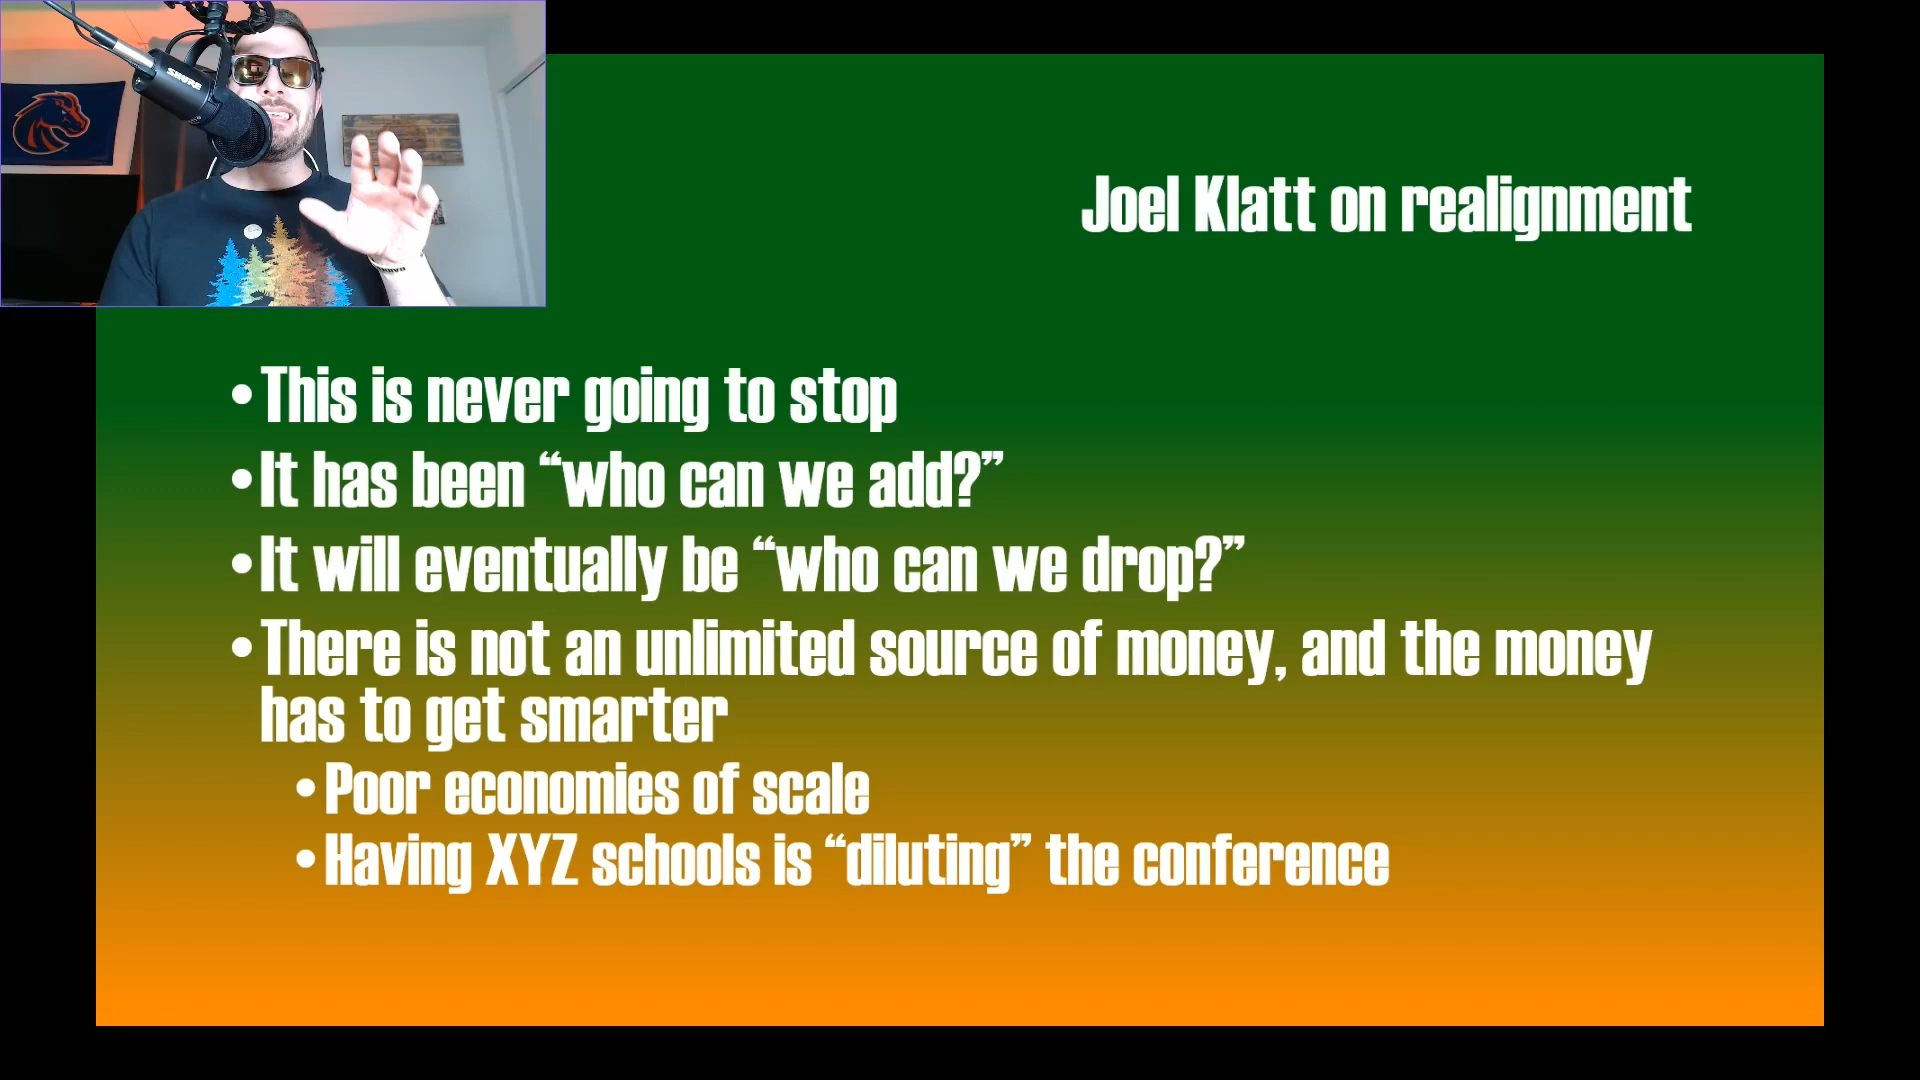 SHURE
Joel Klatt on realignment
•This is never going to stop
•It has been “who can we add?”
•It will eventually be “who can we drop?”
•There is not an unlimited source of money, and the money
has to get smarter
•Poor economies of scale
•Having XYZ schools is “diluting” the conference